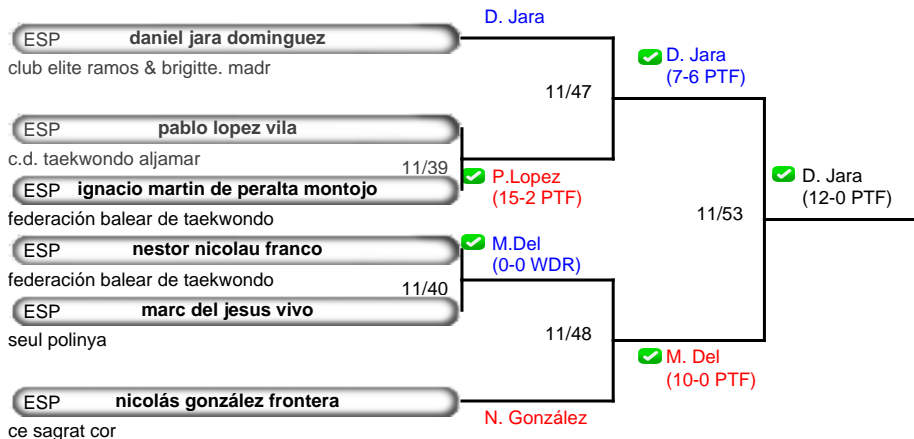 D. Jara
ESP daniel jara dominguez
club elite ramos & brigitte. madr
D. Jara
(7-6 PTF)
11/47
ESP pablo lopez vila
c.d. taekwondo aljamar
11/39
P.Lopez
(15-2 PTF)
ESP ignacio martin de peralta montojo
federación balear de taekwondo
D. Jara
(12-0 PTF)
11/53
ESP nestor nicolau franco
federación balear de taekwondo
M.Del
(0-0 WDR)
11/40
ESP marc del jesus vivo
seul polinya
11/48
M. Del
(10-0 PTF)
ESP nicolás gonzález frontera
ce sagrat cor
N. González